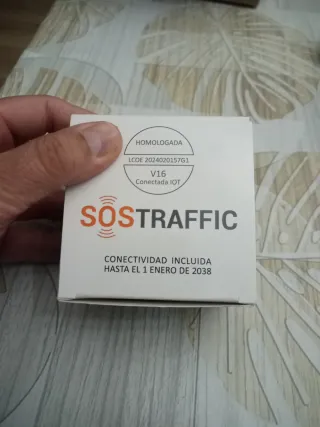 HOMOLOGADA
LCOE 2024020157G1
V16
Conectada IOT
SOSTRAFFIC
CONECTIVIDAD INCLUIDA
HASTA EL 1 ENERO DE 2038